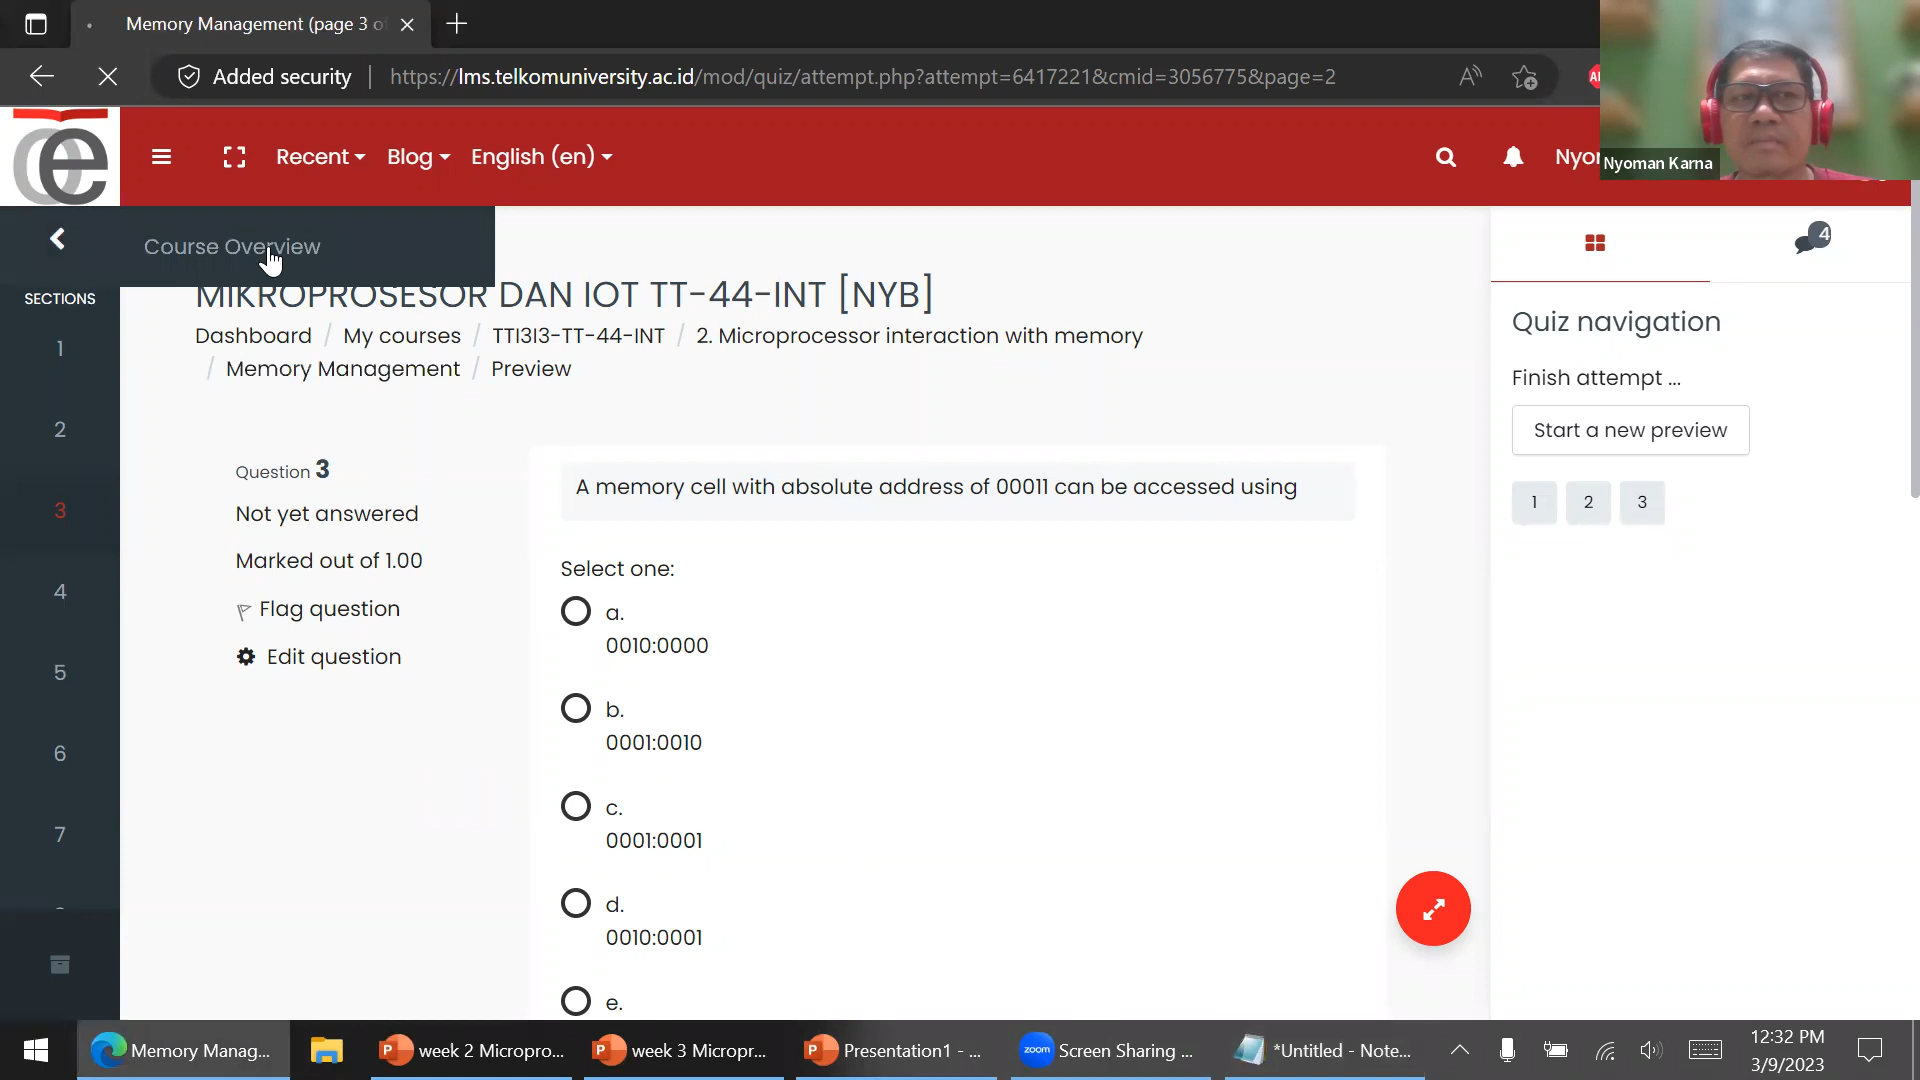 Memory Management (page 3 o
Added security
https://lms.telkomuniversity.ac.id/mod/quiz/attempt.php?attempt=6417221&cmid=3056775&page=2
Recent
Blog
English (en)
Nyoman Karna
Course Overview
4
SECTIONS
1
2
3
4
5
6
7
MIKROPROSESOR DAN IOT TT-44-INT [NYB]
Dashboard / My courses / TTI3I3-TT-44-INT / 2. Microprocessor interaction with memory
/ Memory Management / Preview
Question 3
Not yet answered
Marked out of 1.00
Flag question
Edit question
A memory cell with absolute address of 00011 can be accessed using
Select one:
a.
0010:0000
b.
0001:0010
c.
0001:0001
d.
0010:0001
e.
Quiz navigation
Finish attempt ...
Start a new preview
1 2 3
Memory Manag...
week 2 Micropro...
week 3 Micropr...
Presentation1 - ...
zoom
Screen Sharing ...
*Untitled - Note...
12:32 PM
3/9/2023